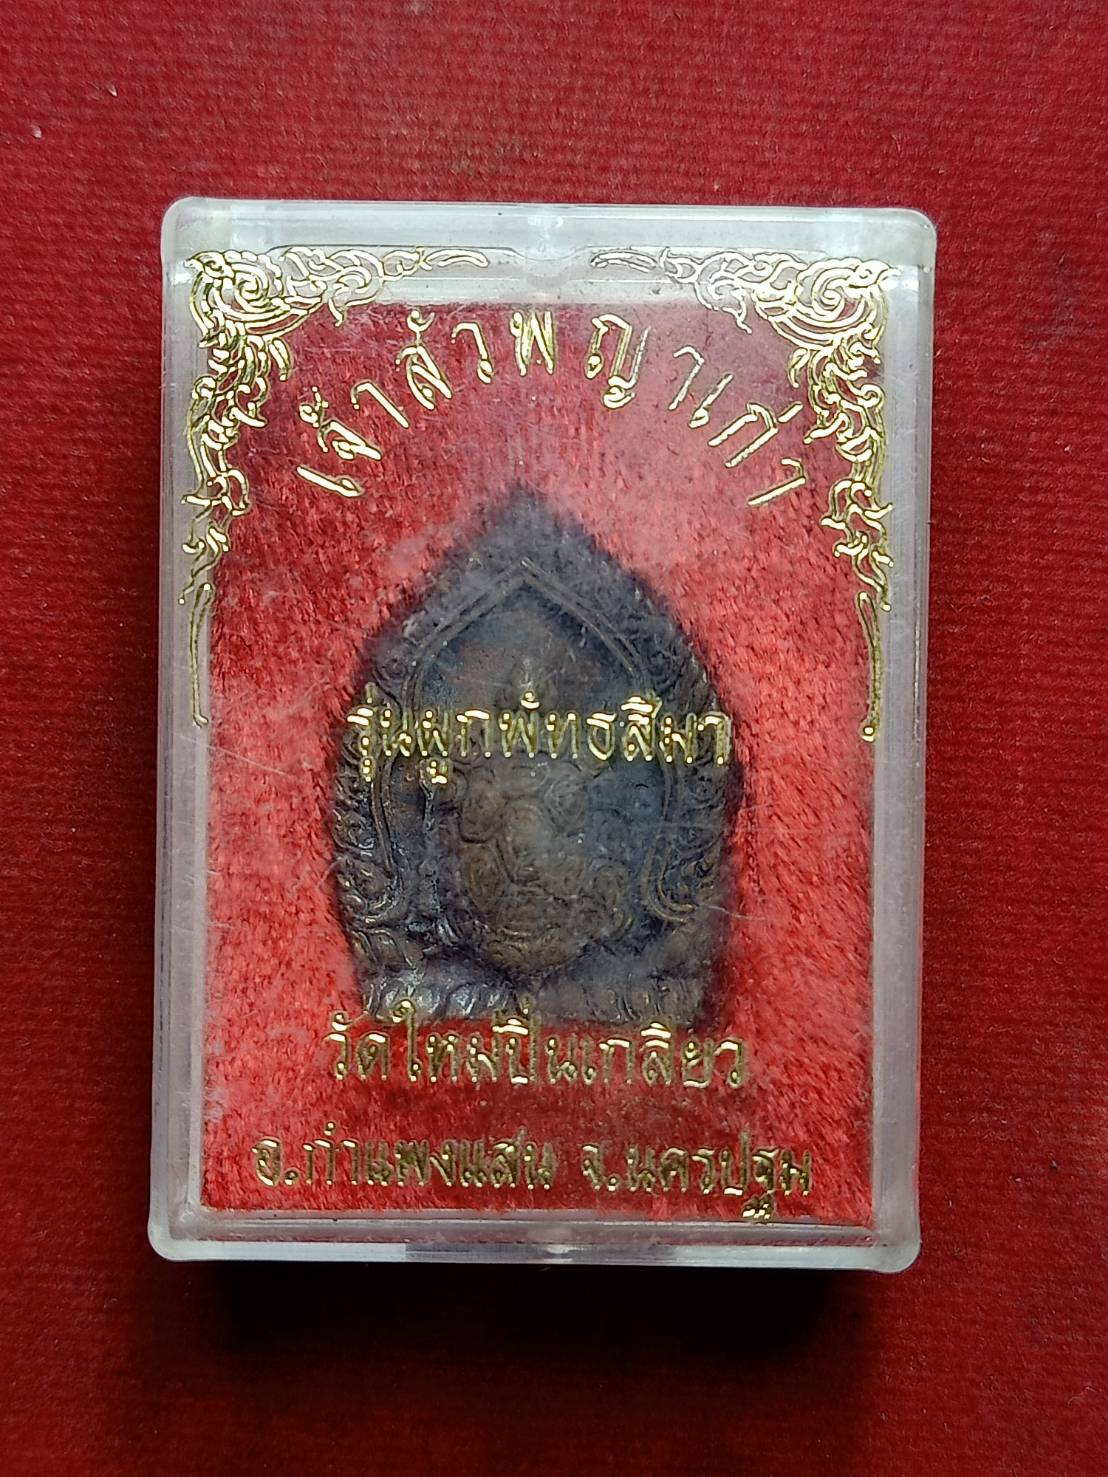 เจ้าสัวพญาเก่า
รุ่นผูกพัทธสีมา
วัดใหม่ปิ่นเกลียว
อ.กำแพงแสน จ.นครปฐม